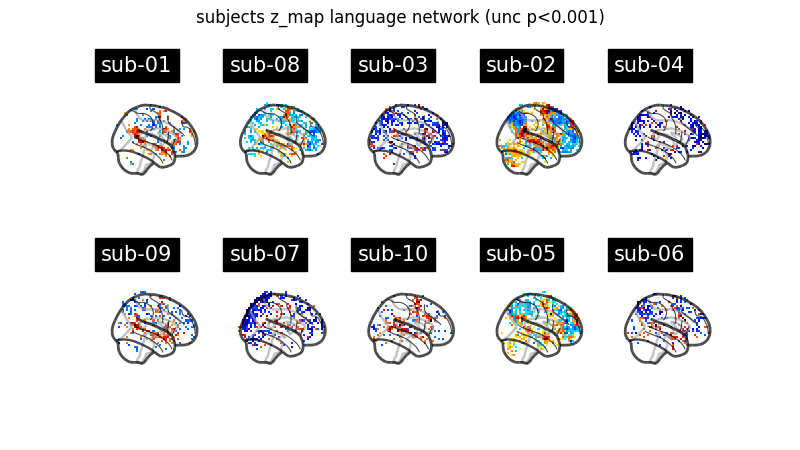 subjects z_map language network (unc p<0.001)
sub-01 sub-08 sub-03 sub-02 sub-04
sub-09 sub-07 sub-10 sub-05 sub-06